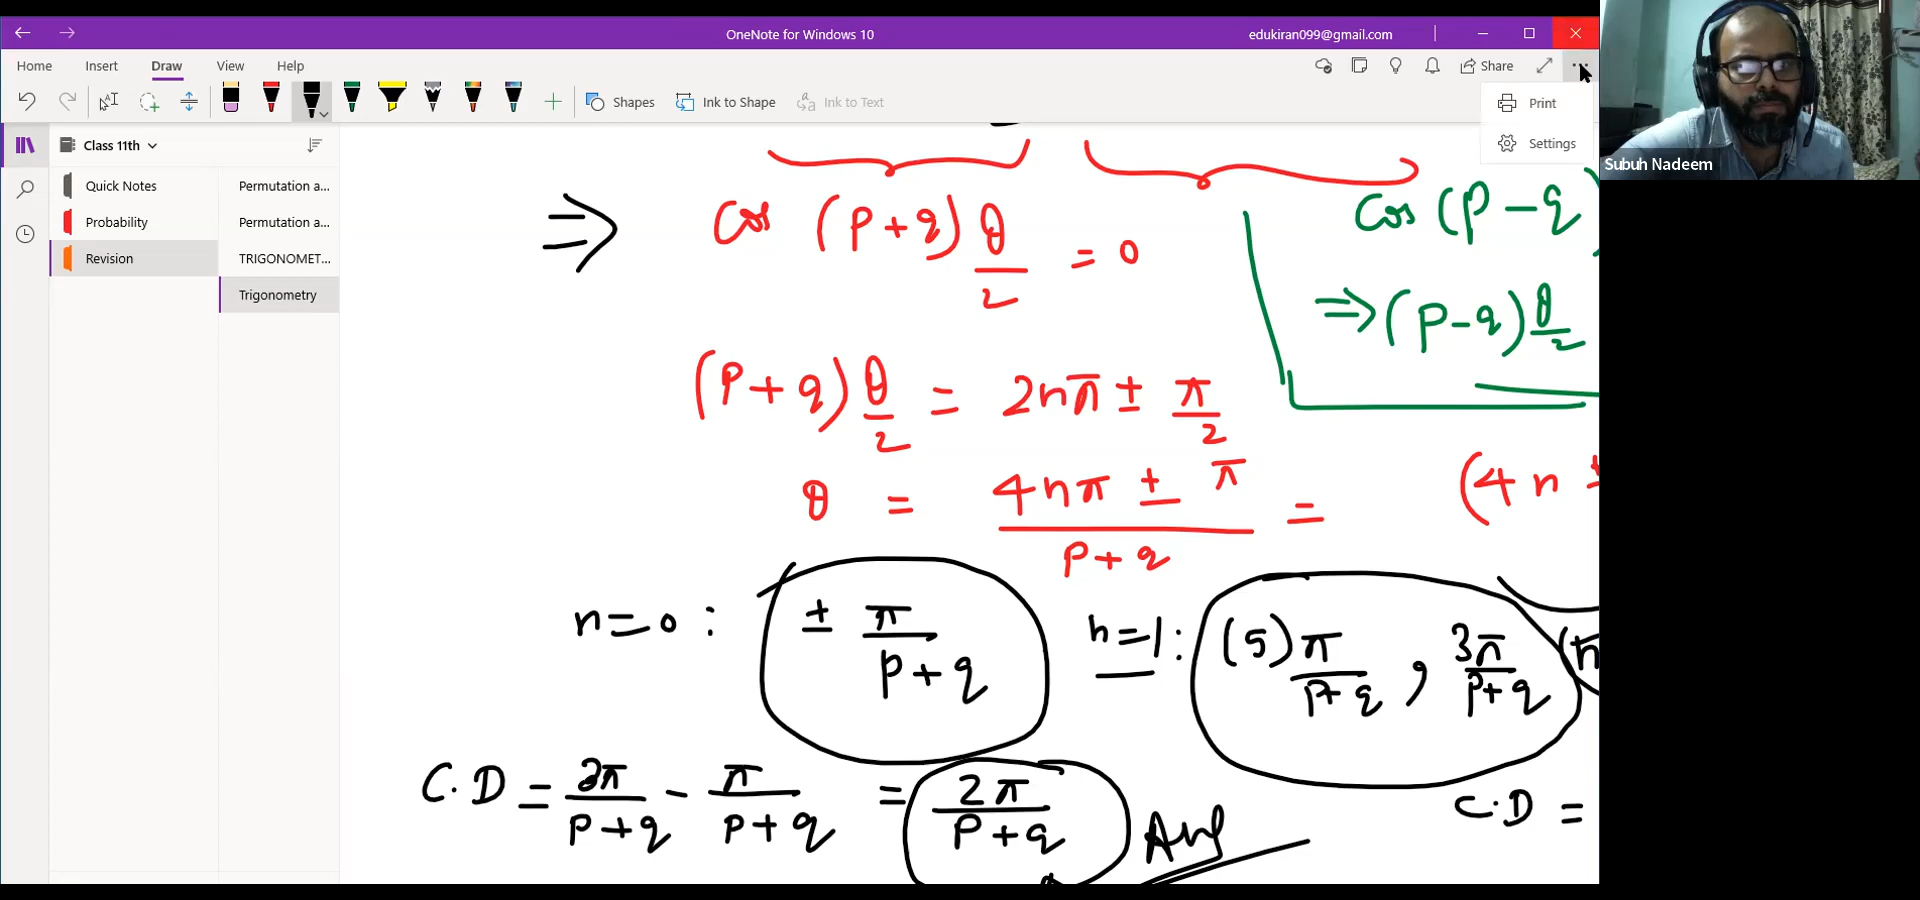 OneNote for Windows 10
edukiran099@gmail.com
Home Insert Draw View Help
Share
Shapes Ink to Shape Ink to Text
Print
Settings
Subuh Nadeem
Class 11th
Quick Notes
Probability
Revision
Permutation a...
Permutation a...
TRIGONOMET...
Trigonometry
⇒ Cos (P+q) θ/2 = 0
Cos (P-q)
⇒ (P-q) θ/2
(P+q) θ/2 = 2nπ ± π/2
θ = (4nπ ± π)/(P+q) = (4n ±
n=0 : ± π/(P+q)
n=1 : (5)π/(P+q) , 3π/(P+q)
C.D = 3π/(P+q) - π/(P+q) = 2π/(P+q) Ans
C.D =